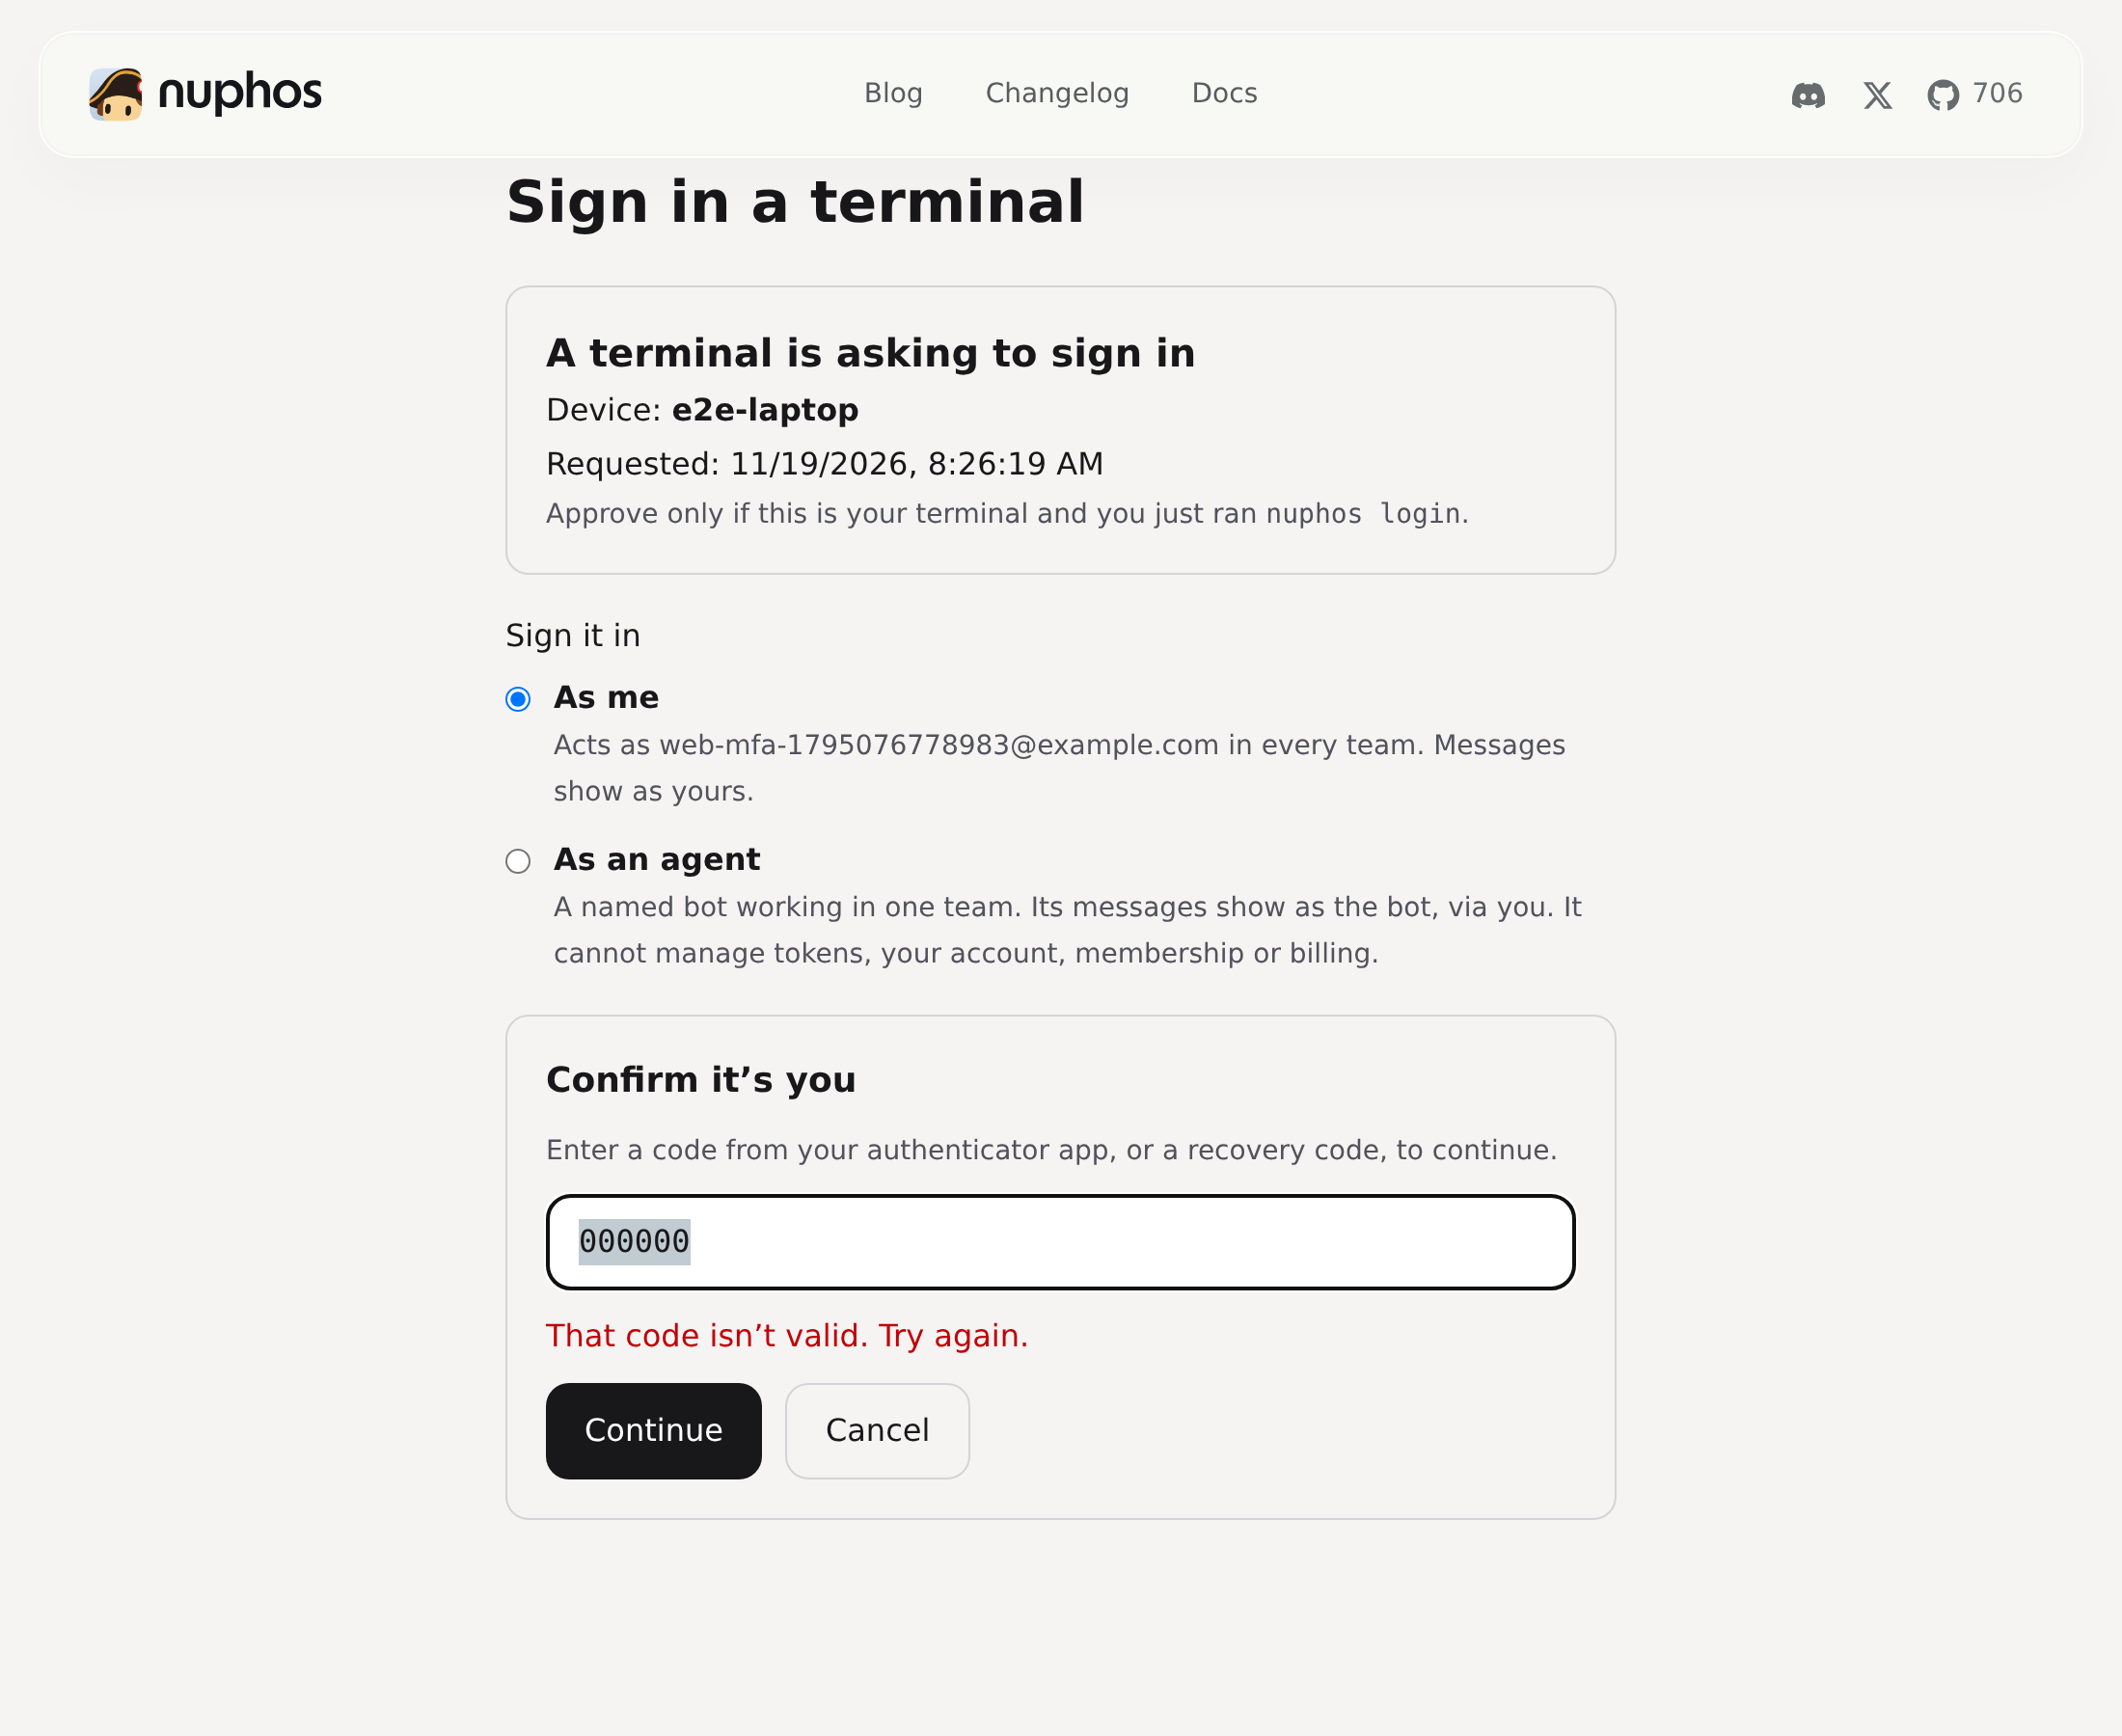 nuphos
Blog
Changelog
Docs
706
Sign in a terminal
A terminal is asking to sign in
Device: e2e-laptop
Requested: 11/19/2026, 8:26:19 AM
Approve only if this is your terminal and you just ran nuphos login.
Sign it in
As me
Acts as web-mfa-1795076778983@example.com in every team. Messages
show as yours.
As an agent
A named bot working in one team. Its messages show as the bot, via you. It
cannot manage tokens, your account, membership or billing.
Confirm it’s you
Enter a code from your authenticator app, or a recovery code, to continue.
000000
That code isn’t valid. Try again.
Continue
Cancel